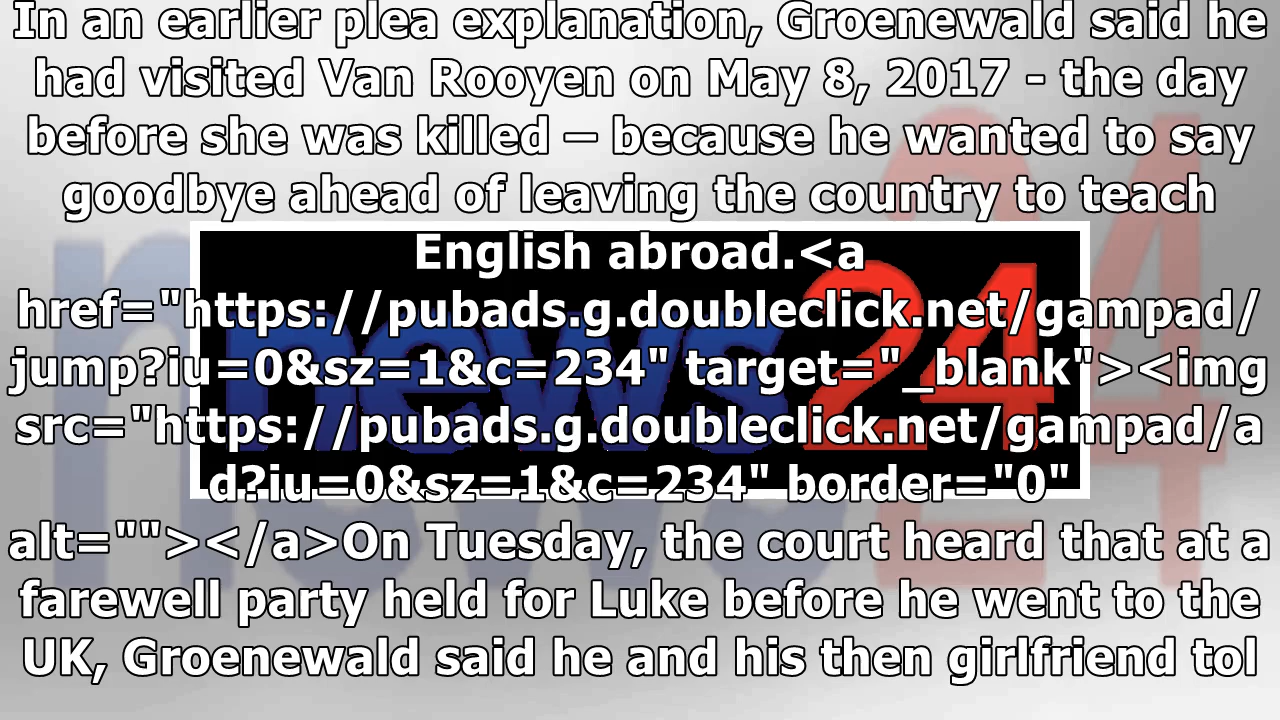 In an earlier plea explanation, Groenewald said he
had visited Van Rooyen on May 8, 2017 - the day
before she was killed – because he wanted to say
goodbye ahead of leaving the country to teach
English abroad.<a
href="https://pubads.g.doubleclick.net/gampad/
jump?iu=0&sz=1&c=234" target="_blank"><img
src="https://pubads.g.doubleclick.net/gampad/a
d?iu=0&sz=1&c=234" border="0"
alt=""></a>On Tuesday, the court heard that at a
farewell party held for Luke before he went to the
UK, Groenewald said he and his then girlfriend tol
news24